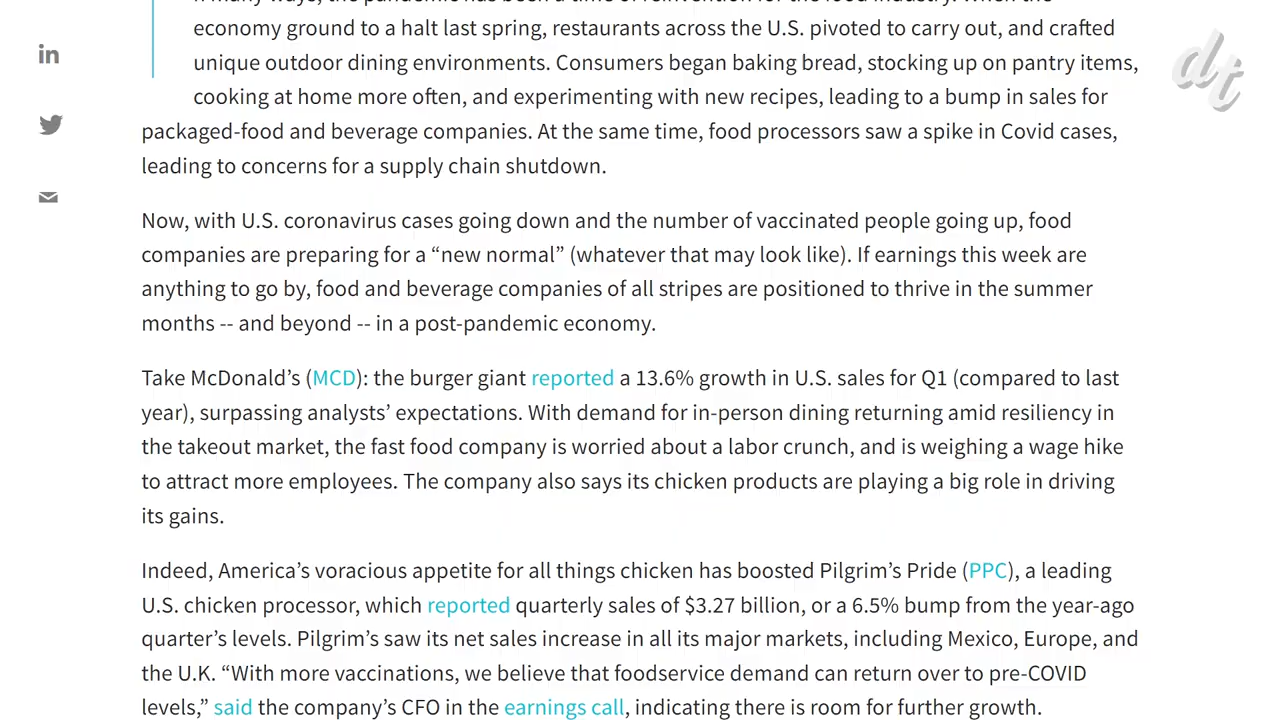 economy ground to a halt last spring, restaurants across the U.S. pivoted to carry out, and crafted
unique outdoor dining environments. Consumers began baking bread, stocking up on pantry items,
cooking at home more often, and experimenting with new recipes, leading to a bump in sales for
packaged-food and beverage companies. At the same time, food processors saw a spike in Covid cases,
leading to concerns for a supply chain shutdown.
Now, with U.S. coronavirus cases going down and the number of vaccinated people going up, food
companies are preparing for a “new normal” (whatever that may look like). If earnings this week are
anything to go by, food and beverage companies of all stripes are positioned to thrive in the summer
months -- and beyond -- in a post-pandemic economy.
Take McDonald’s (MCD): the burger giant reported a 13.6% growth in U.S. sales for Q1 (compared to last
year), surpassing analysts’ expectations. With demand for in-person dining returning amid resiliency in
the takeout market, the fast food company is worried about a labor crunch, and is weighing a wage hike
to attract more employees. The company also says its chicken products are playing a big role in driving
its gains.
Indeed, America’s voracious appetite for all things chicken has boosted Pilgrim’s Pride (PPC), a leading
U.S. chicken processor, which reported quarterly sales of $3.27 billion, or a 6.5% bump from the year-ago
quarter’s levels. Pilgrim’s saw its net sales increase in all its major markets, including Mexico, Europe, and
the U.K. “With more vaccinations, we believe that foodservice demand can return over to pre-COVID
levels,” said the company’s CFO in the earnings call, indicating there is room for further growth.
in
dt